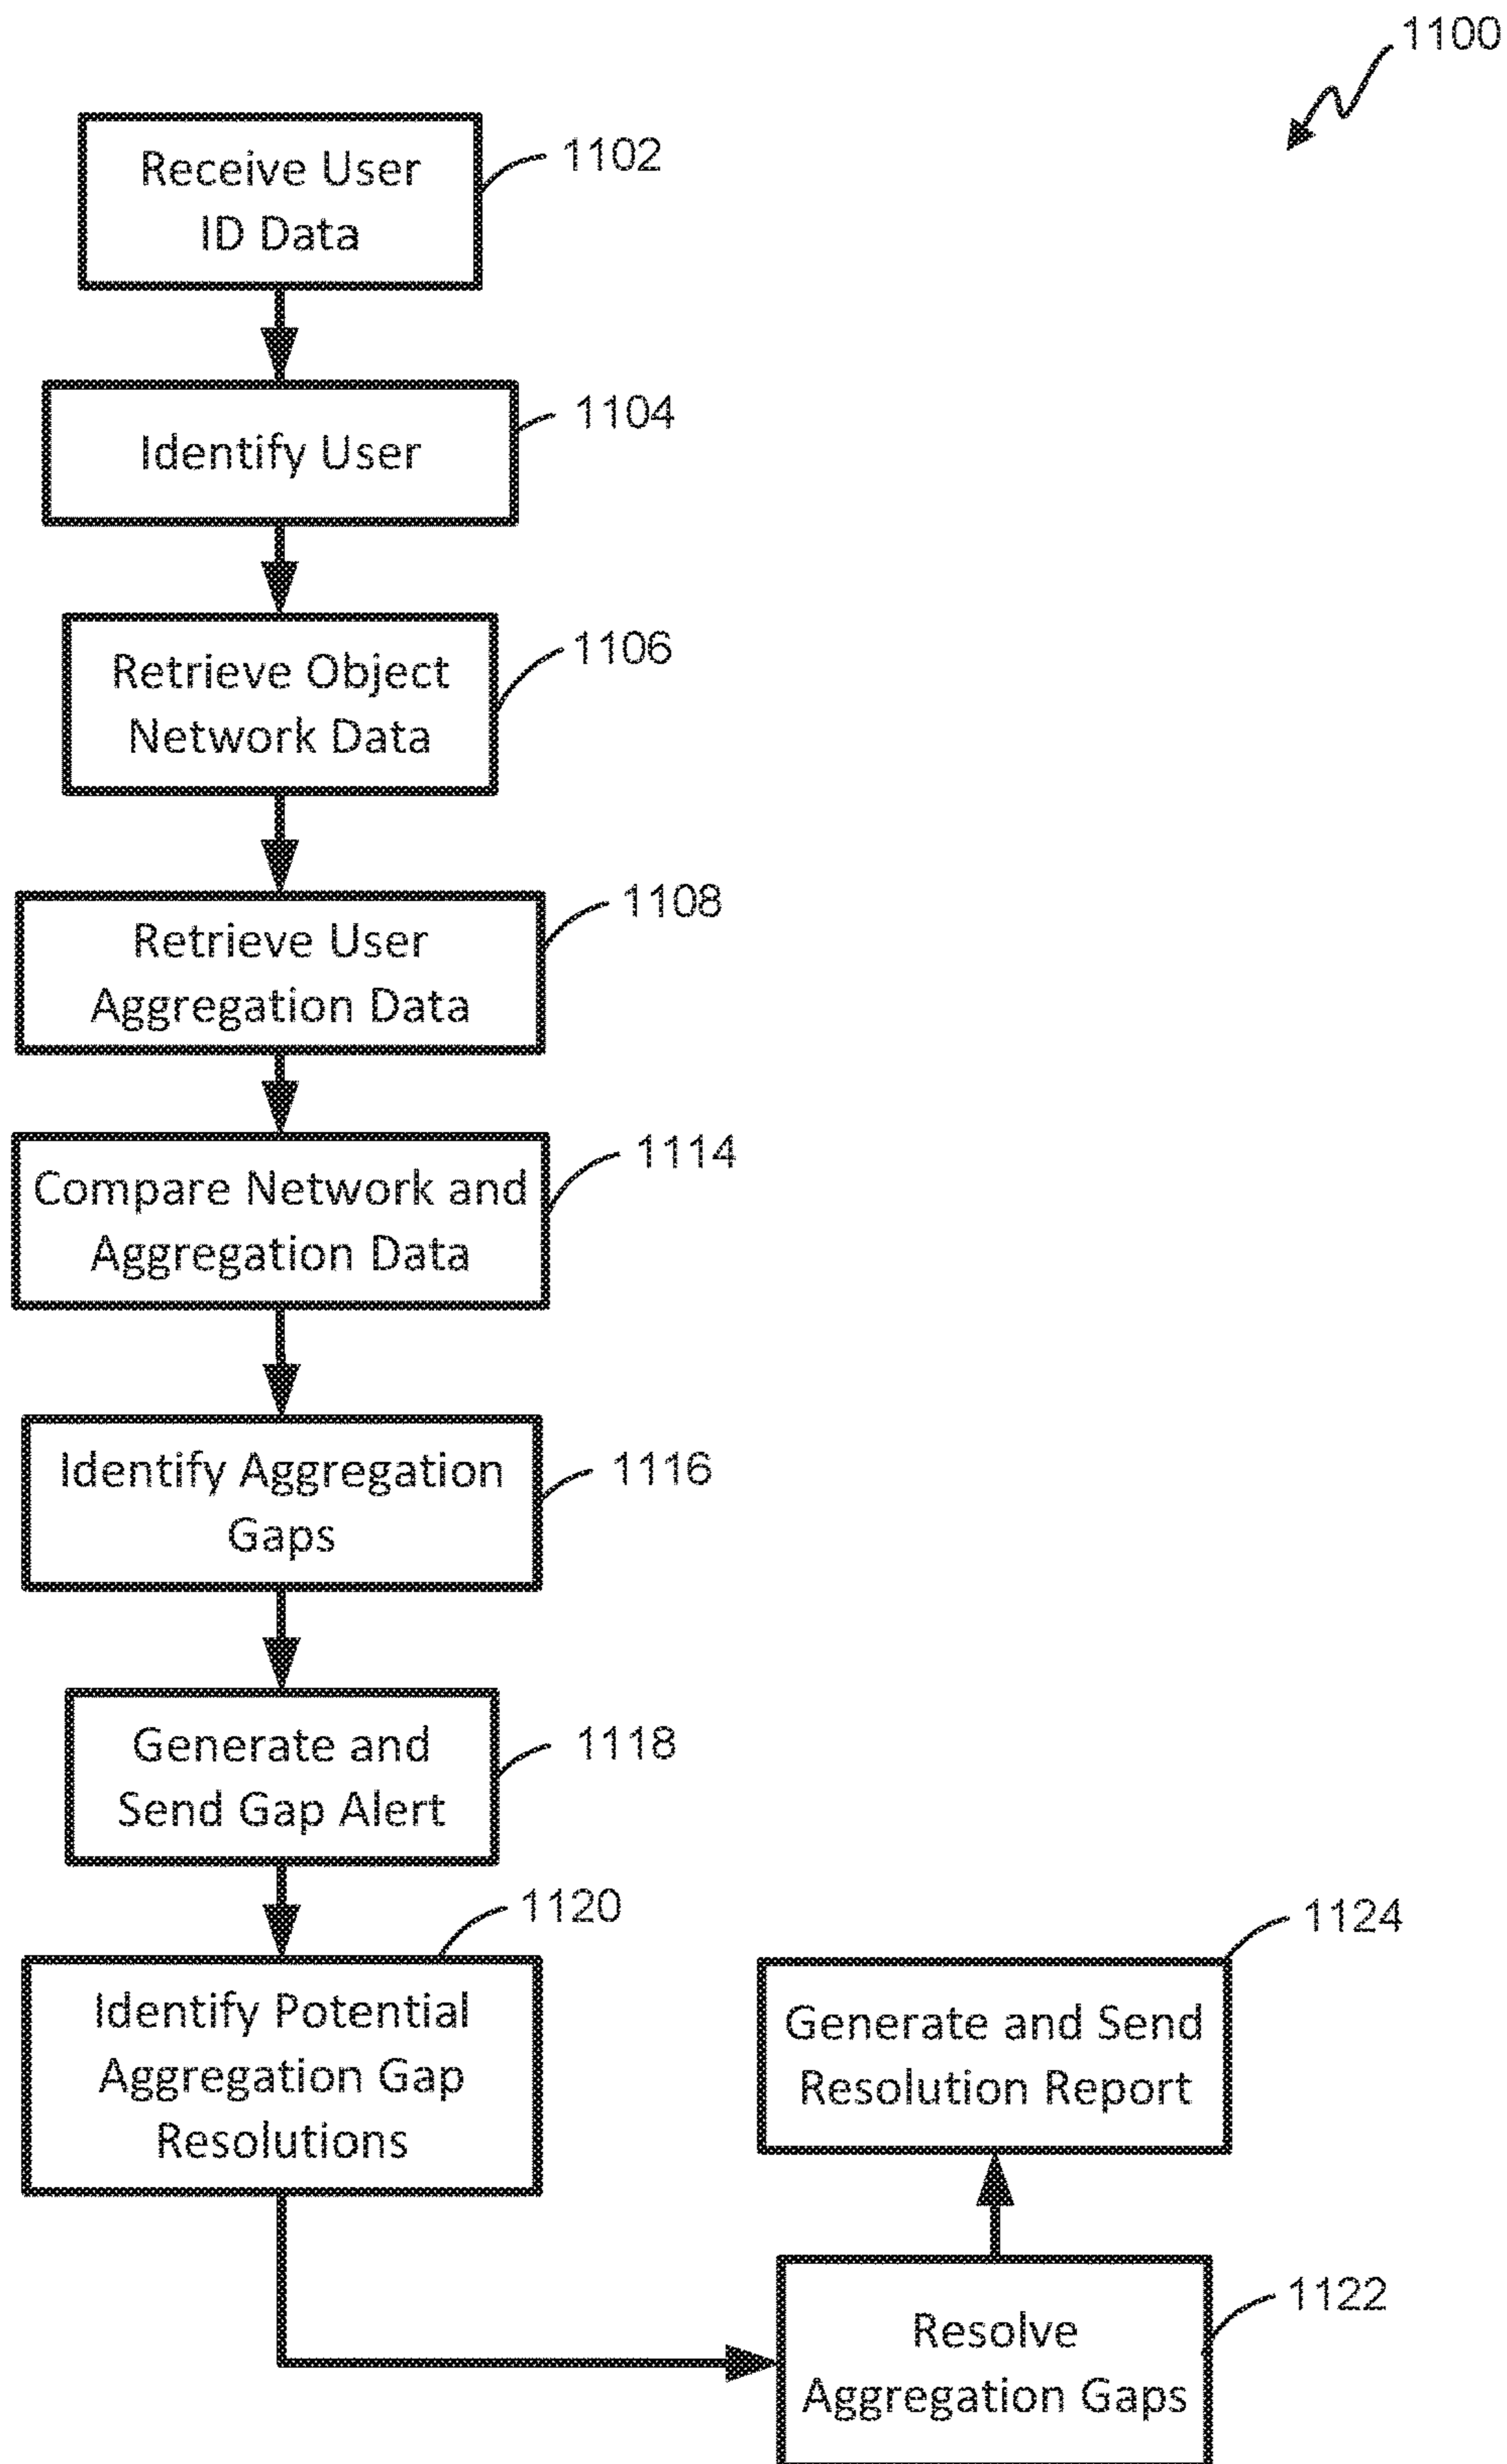 1100
Receive User
ID Data
1102
Identify User
1104
Retrieve Object
Network Data
1106
Retrieve User
Aggregation Data
1108
Compare Network and
Aggregation Data
1114
Identify Aggregation
Gaps
1116
Generate and
Send Gap Alert
1118
Identify Potential
Aggregation Gap
Resolutions
1120
Resolve
Aggregation Gaps
1122
Generate and Send
Resolution Report
1124